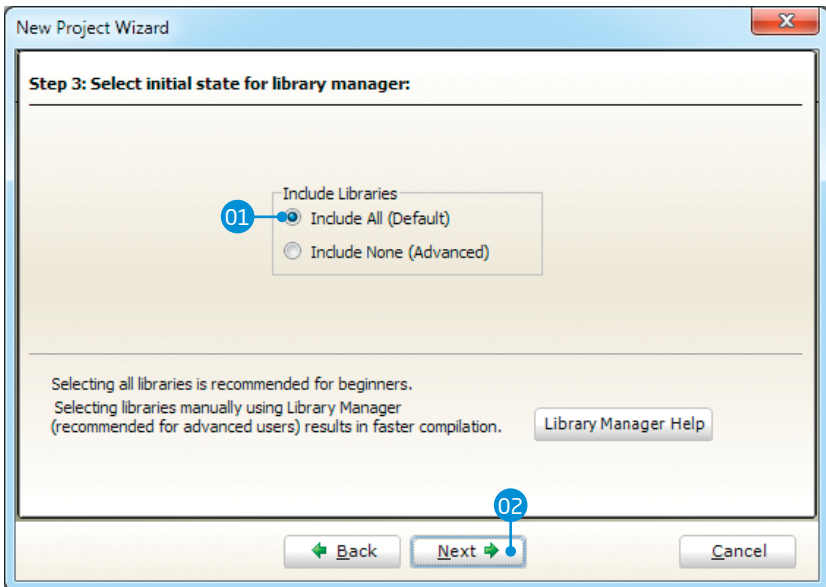 New Project Wizard
X
Step 3: Select initial state for library manager:
Include Libraries
01
Include All (Default)
Include None (Advanced)
Selecting all libraries is recommended for beginners.
Selecting libraries manually using Library Manager
(recommended for advanced users) results in faster compilation.
Library Manager Help
02
Back
Next
Cancel